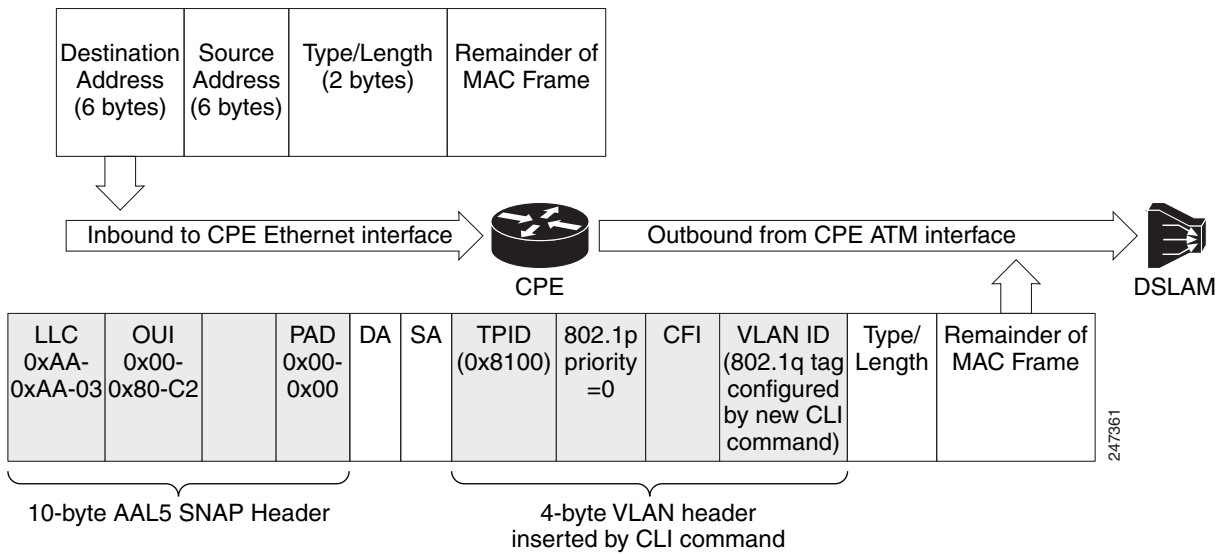 Destination
Address
(6 bytes)
Source
Address
(6 bytes)
Type/Length
(2 bytes)
Remainder of
MAC Frame
Inbound to CPE Ethernet interface
CPE
Outbound from CPE ATM interface
DSLAM
LLC
0xAA-
0xAA-03
OUI
0x00-
0x80-C2
PAD
0x00-
0x00
DA
SA
TPID
(0x8100)
802.1p
priority
=0
CFI
VLAN ID
(802.1q tag
configured
by new CLI
command)
Type/
Length
Remainder of
MAC Frame
247361
10-byte AAL5 SNAP Header
4-byte VLAN header
inserted by CLI command